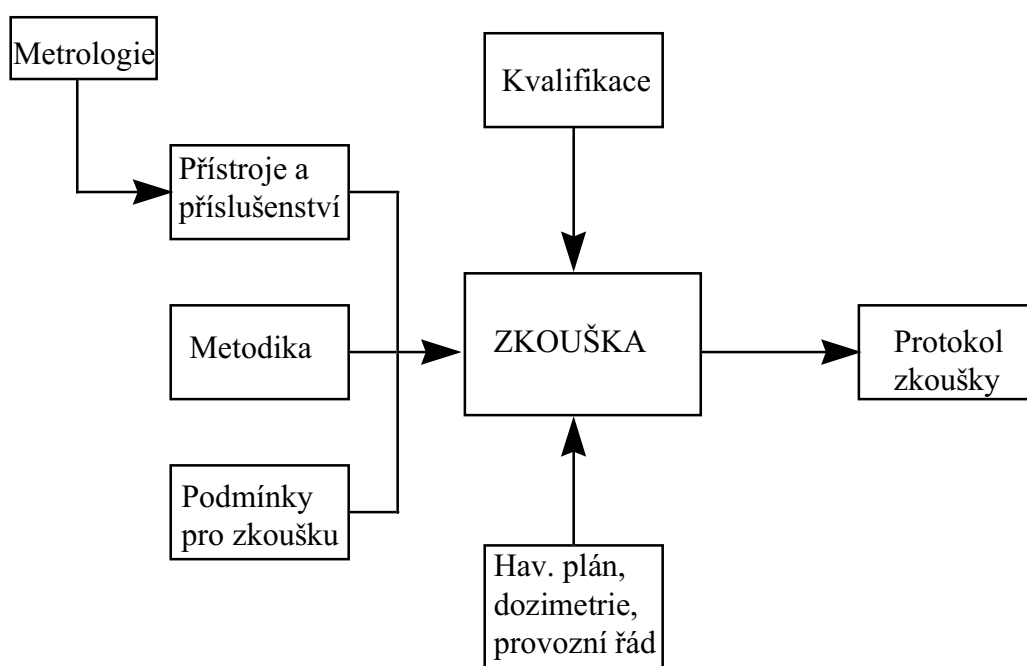 Metrologie
Kvalifikace
Přístroje a
příslušenství
Metodika
ZKOUŠKA
Protokol
zkoušky
Podmínky
pro zkoušku
Hav. plán,
dozimetrie,
provozní řád